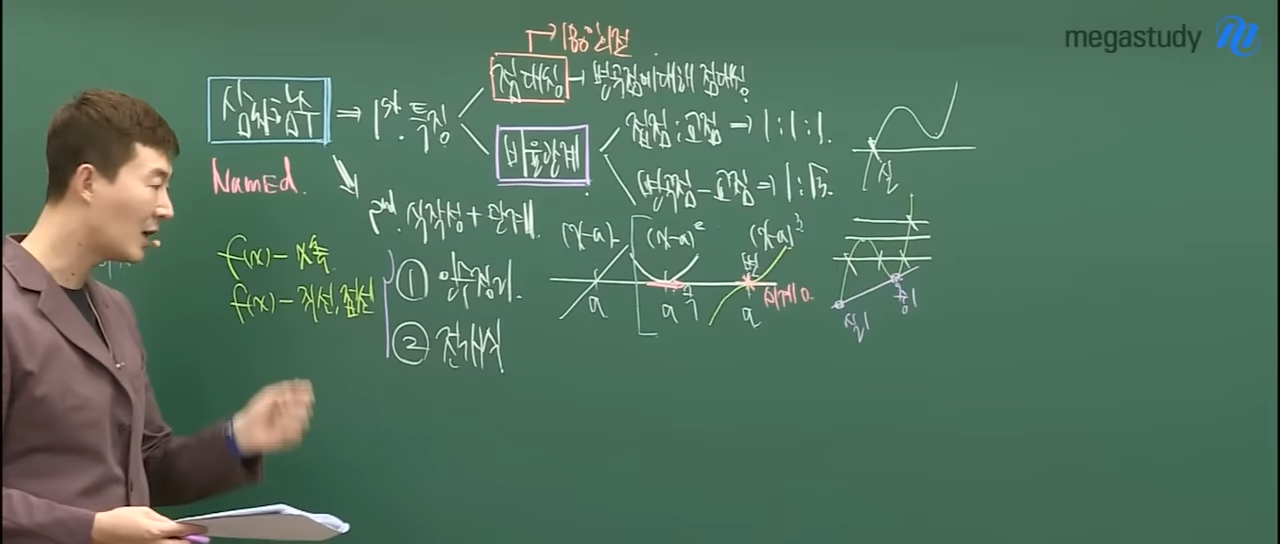 megastudy
→ 180° 회전
삼차함수 ⇒ 1st. 특징
점대칭 → 변곡점에 대해 점대칭
비율관계
접점 : 교점 → 1:1:1.
변곡점 - 교점 ⇒ 1:√3.
NamEd.
2nd. 식작성 + 관계.
f(x) - x축
f(x) - 직선, 접선
① 인수정리.
② 전개식
(x-a) (x-a)² (x-a)³
a a a
변
중근
실1
실